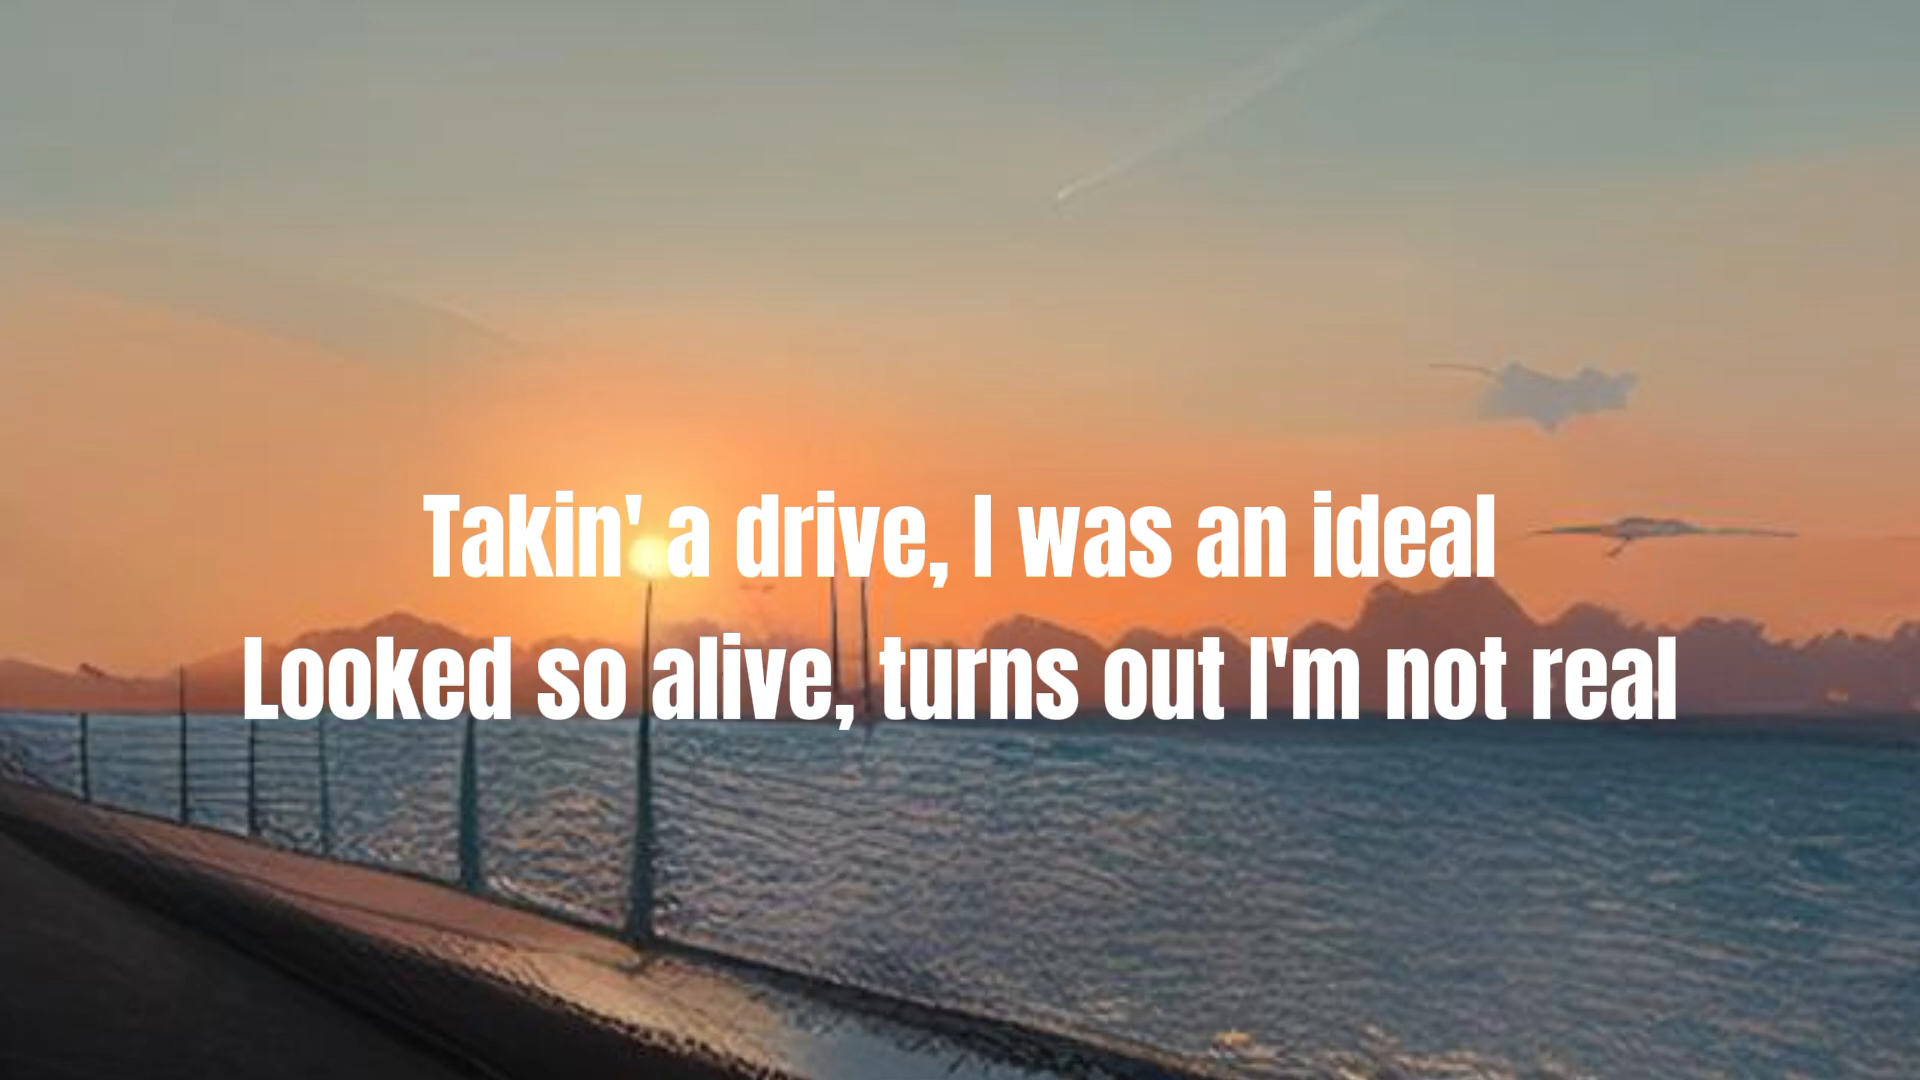 Takin' a drive, I was an ideal
Looked so alive, turns out I'm not real